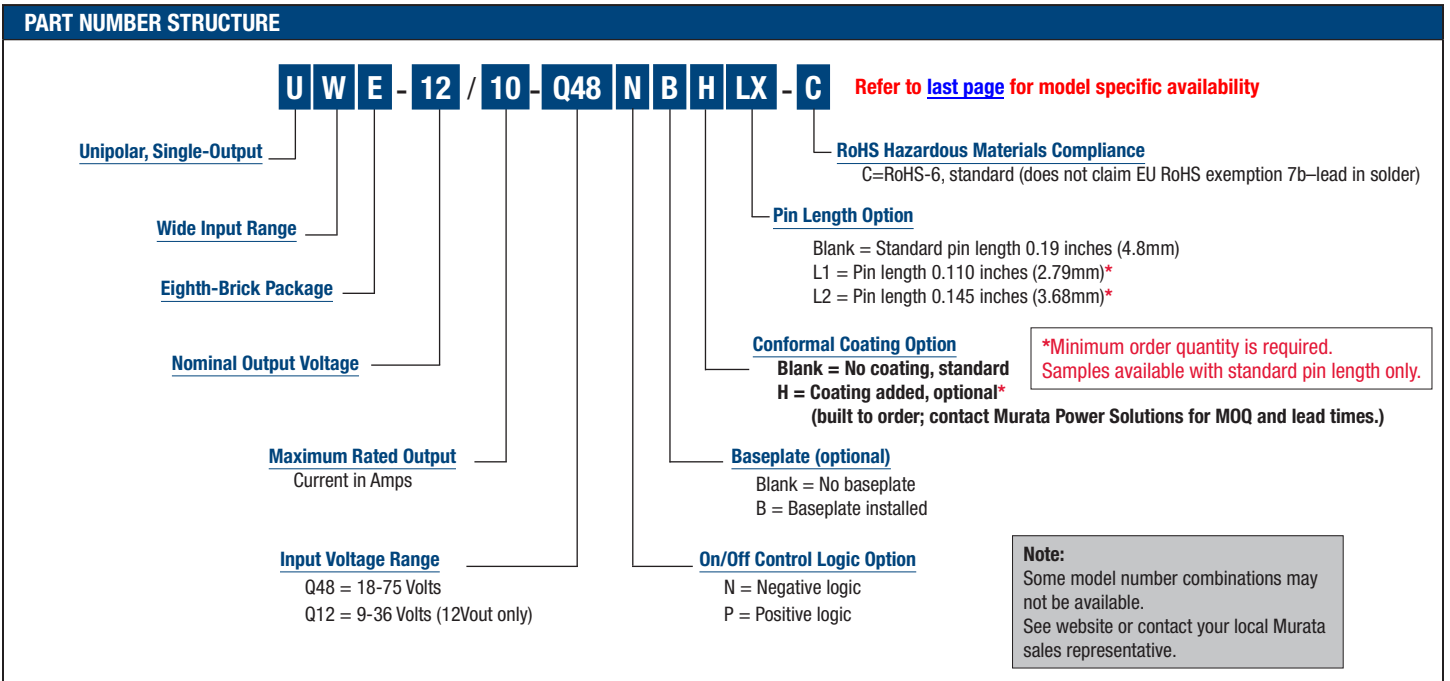 PART NUMBER STRUCTURE
U W E - 12 / 10 - Q48 N B H LX - C
Refer to last page for model specific availability
Unipolar, Single-Output
RoHS Hazardous Materials Compliance
C=RoHS-6, standard (does not claim EU RoHS exemption 7b–lead in solder)
Wide Input Range
Pin Length Option
Blank = Standard pin length 0.19 inches (4.8mm)
L1 = Pin length 0.110 inches (2.79mm)*
L2 = Pin length 0.145 inches (3.68mm)*
Eighth-Brick Package
Nominal Output Voltage
Conformal Coating Option
Blank = No coating, standard
H = Coating added, optional*
(built to order; contact Murata Power Solutions for MOQ and lead times.)
*Minimum order quantity is required.
Samples available with standard pin length only.
Maximum Rated Output
Current in Amps
Baseplate (optional)
Blank = No baseplate
B = Baseplate installed
Input Voltage Range
Q48 = 18-75 Volts
Q12 = 9-36 Volts (12Vout only)
On/Off Control Logic Option
N = Negative logic
P = Positive logic
Note:
Some model number combinations may
not be available.
See website or contact your local Murata
sales representative.